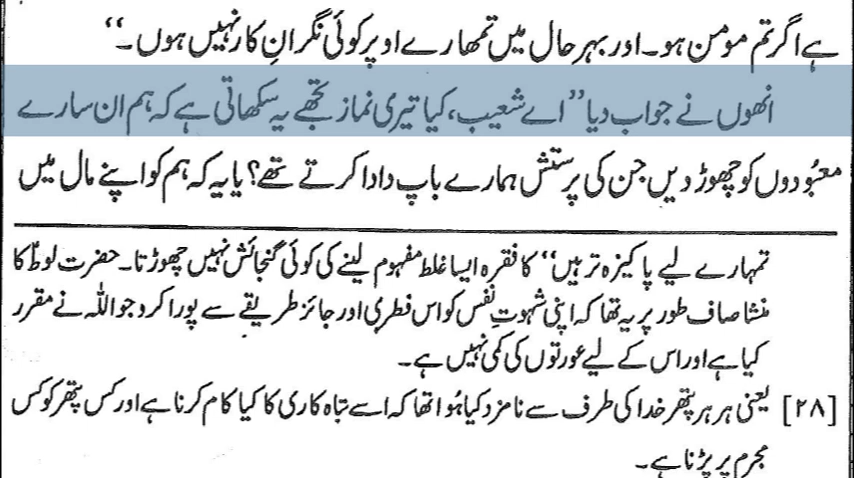 ہے اگر تم مومن ہو۔ اور بہر حال میں تمھارے اوپر کوئی نگرانِ کار نہیں ہوں۔‘‘
انھوں نے جواب دیا ’’اے شعیب، کیا تیری نماز تجھے یہ سکھاتی ہے کہ ہم ان سارے
معبُودوں کو چھوڑ دیں جن کی پرستش ہمارے باپ دادا کرتے تھے؟ یا یہ کہ ہم کو اپنے مال میں
تمہارے لیے پاکیزہ تر ہیں‘‘ کا فقرہ ایسا غلط مفہوم لینے کی کوئی گنجائش نہیں چھوڑتا۔ حضرت لوطؑ کا
منشا صاف طور پر یہ تھا کہ اپنی شہوتِ نفس کو اس فطری اور جائز طریقے سے پورا کرو جو اللہ نے مقرر
کیا ہے اور اس کے لیے عورتوں کی کمی نہیں ہے۔
[۲۸] یعنی ہر ہر پتھر خدا کی طرف سے نامزد کیا ہُوا تھا کہ اسے تباہ کاری کا کیا کام کرنا ہے اور کس پتھر کو کس
مجرم پر پڑنا ہے۔